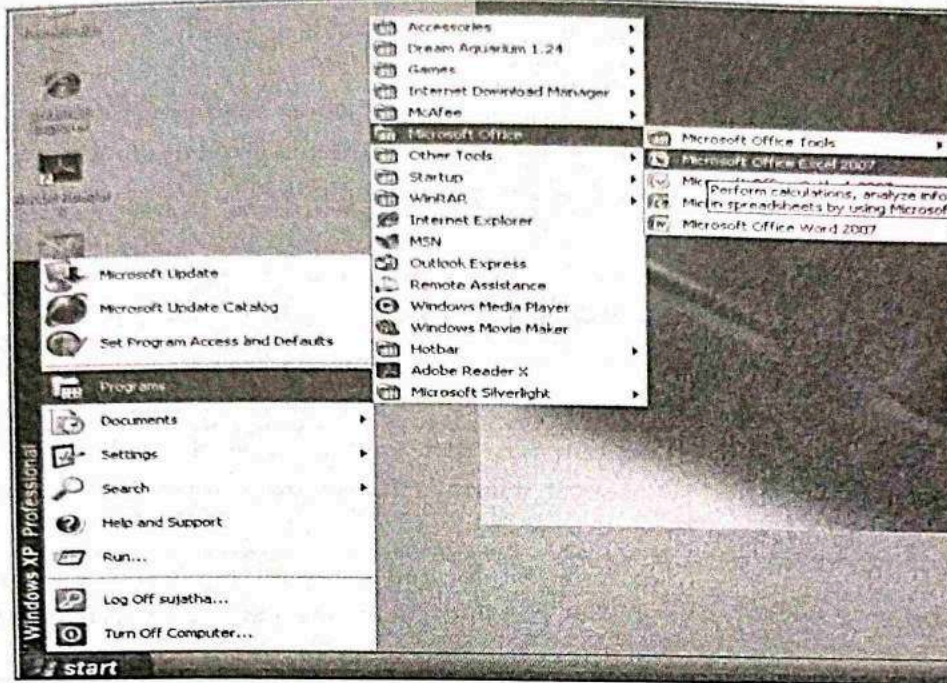 Accessories
Dream Aquarium 1.24
Games
Internet Download Manager
McAfee
Microsoft Office
Other Tools
Startup
WinRAR
Internet Explorer
MSN
Outlook Express
Remote Assistance
Windows Media Player
Windows Movie Maker
Hotbar
Adobe Reader X
Microsoft Silverlight
Microsoft Office Tools
Microsoft Office Excel 2007
Perform calculations, analyze info
in spreadsheets by using Microsof
Microsoft Office Word 2007
Microsoft Update
Microsoft Update Catalog
Set Program Access and Defaults
Programs
Documents
Settings
Search
Help and Support
Run...
Log Off sujatha...
Turn Off Computer...
Windows XP Professional
start